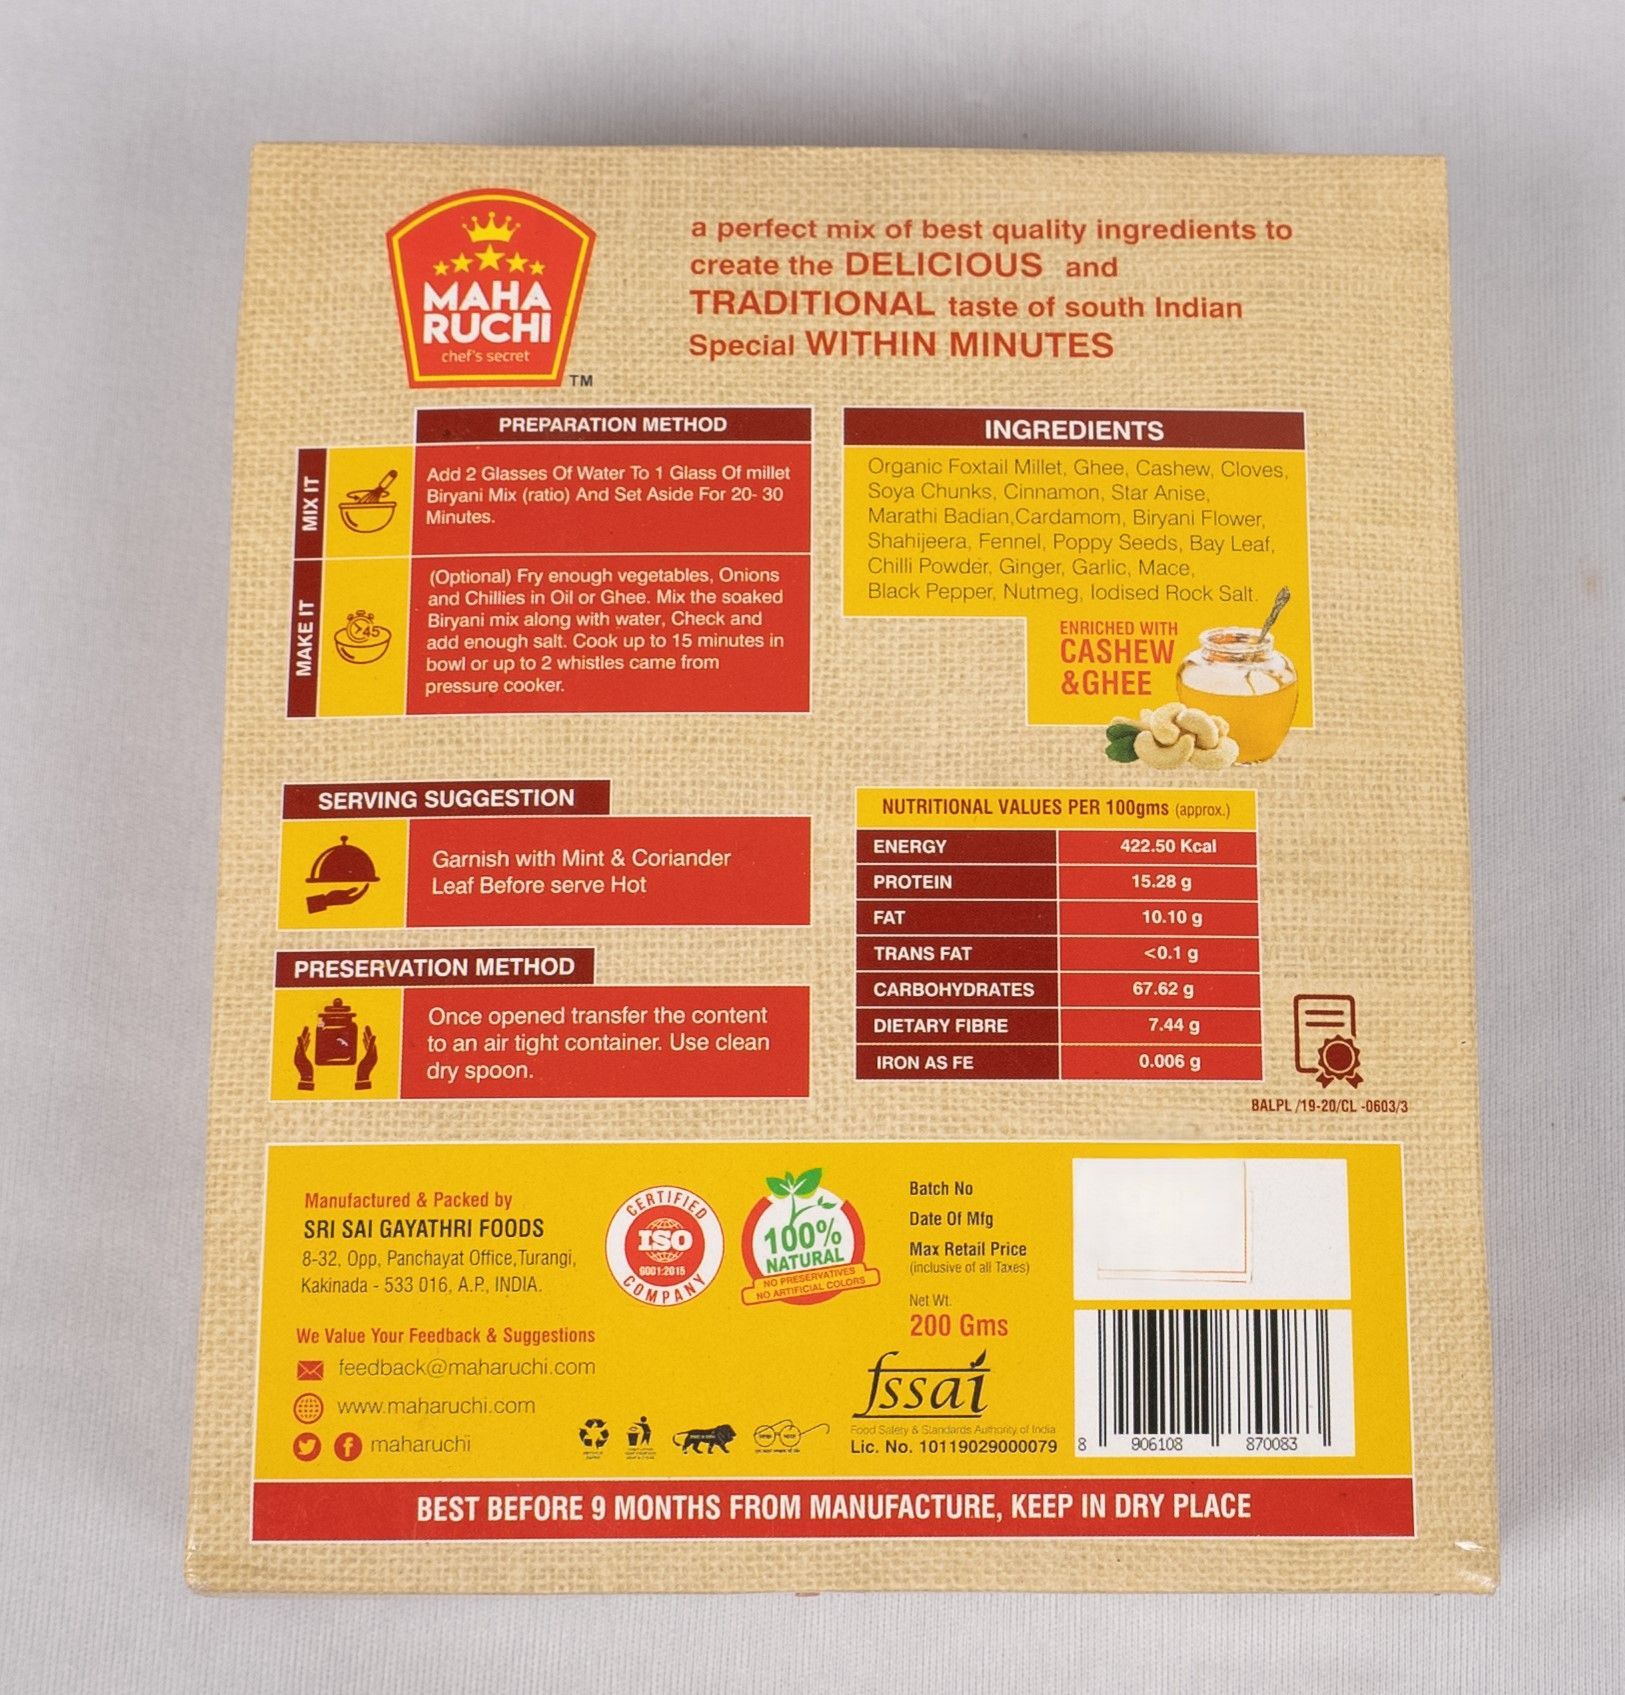 MAHA
RUCHI
chef's secret
TM
a perfect mix of best quality ingredients to
create the DELICIOUS and
TRADITIONAL taste of south Indian
Special WITHIN MINUTES
PREPARATION METHOD
MIX IT
Add 2 Glasses Of Water To 1 Glass Of millet
Biryani Mix (ratio) And Set Aside For 20- 30
Minutes.
MAKE IT
45
(Optional) Fry enough vegetables, Onions
and Chillies in Oil or Ghee. Mix the soaked
Biryani mix along with water, Check and
add enough salt. Cook up to 15 minutes in
bowl or up to 2 whistles came from
pressure cooker.
INGREDIENTS
Organic Foxtail Millet, Ghee, Cashew, Cloves,
Soya Chunks, Cinnamon, Star Anise,
Marathi Badian,Cardamom, Biryani Flower,
Shahijeera, Fennel, Poppy Seeds, Bay Leaf,
Chilli Powder, Ginger, Garlic, Mace,
Black Pepper, Nutmeg, Iodised Rock Salt.
ENRICHED WITH
CASHEW
&GHEE
SERVING SUGGESTION
Garnish with Mint & Coriander
Leaf Before serve Hot
PRESERVATION METHOD
Once opened transfer the content
to an air tight container. Use clean
dry spoon.
NUTRITIONAL VALUES PER 100gms (approx.)
ENERGY 422.50 Kcal
PROTEIN 15.28 g
FAT 10.10 g
TRANS FAT <0.1 g
CARBOHYDRATES 67.62 g
DIETARY FIBRE 7.44 g
IRON AS FE 0.006 g
BALPL /19-20/CL -0603/3
Manufactured & Packed by
SRI SAI GAYATHRI FOODS
8-32, Opp, Panchayat Office,Turangi,
Kakinada - 533 016, A.P., INDIA.
We Value Your Feedback & Suggestions
feedback@maharuchi.com
www.maharuchi.com
maharuchi
CERTIFIED
ISO
9001:2015
COMPANY
100%
NATURAL
NO PRESERVATIVES
NO ARTIFICIAL COLORS
Batch No
Date Of Mfg
Max Retail Price
(inclusive of all Taxes)
Net Wt.
200 Gms
fssai
Food Safety & Standards Authority of India
Lic. No. 10119029000079
8 906108 870083
BEST BEFORE 9 MONTHS FROM MANUFACTURE, KEEP IN DRY PLACE